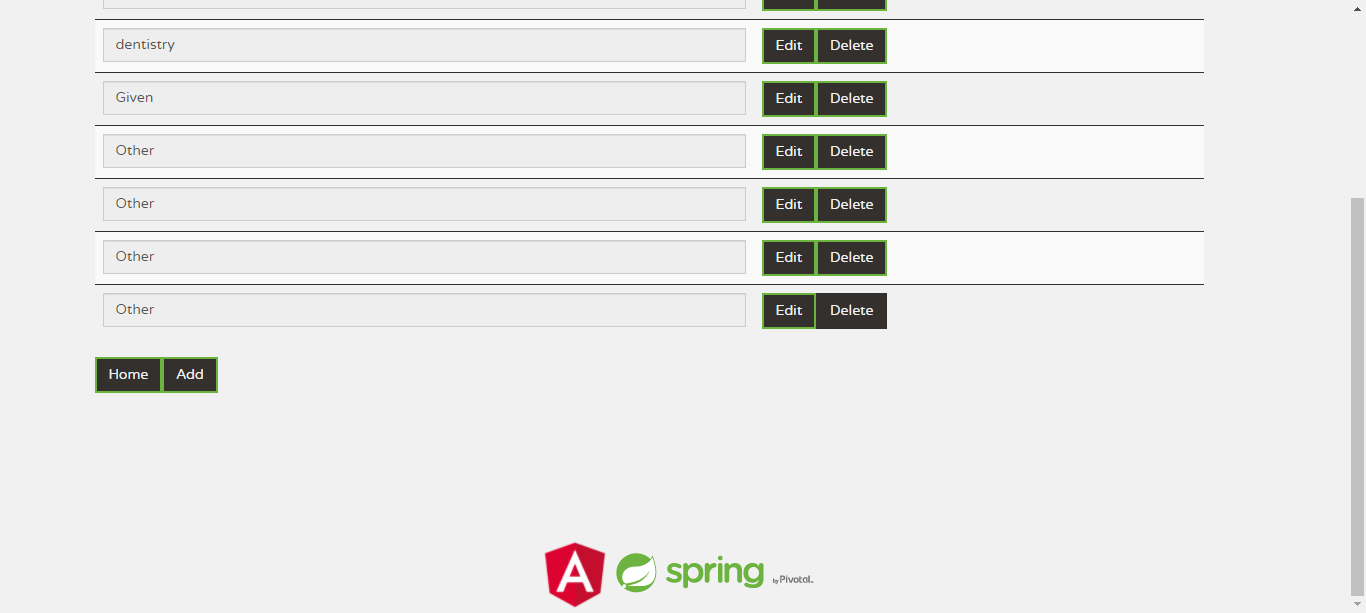 dentistry Edit Delete
Given Edit Delete
Other Edit Delete
Other Edit Delete
Other Edit Delete
Other Edit Delete
Home Add
spring by Pivotal.